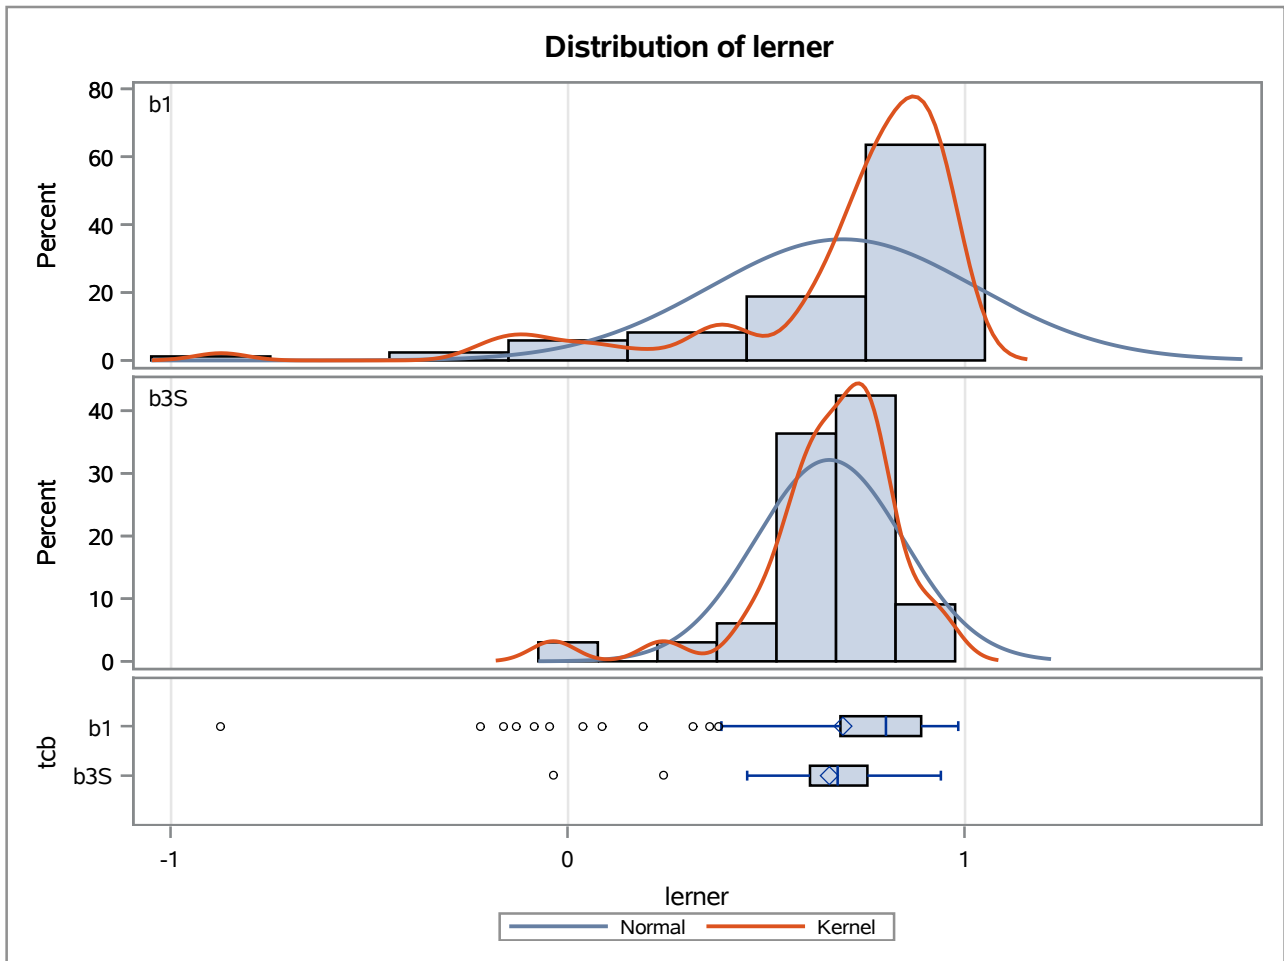 Distribution of lerner
b1
Percent
80
60
40
20
0
b3S
Percent
40
30
20
10
0
tcb
b1
b3S
-1 0 1
lerner
Normal Kernel